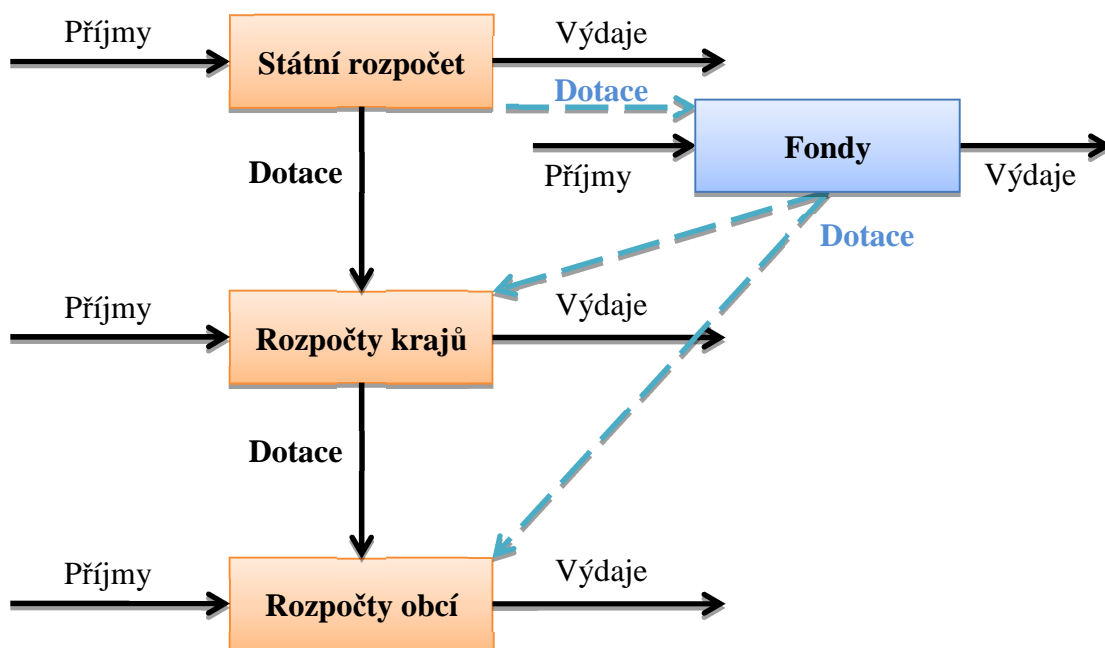 Příjmy
Státní rozpočet
Výdaje
Dotace
Fondy
Příjmy
Výdaje
Dotace
Dotace
Příjmy
Rozpočty krajů
Výdaje
Dotace
Příjmy
Rozpočty obcí
Výdaje